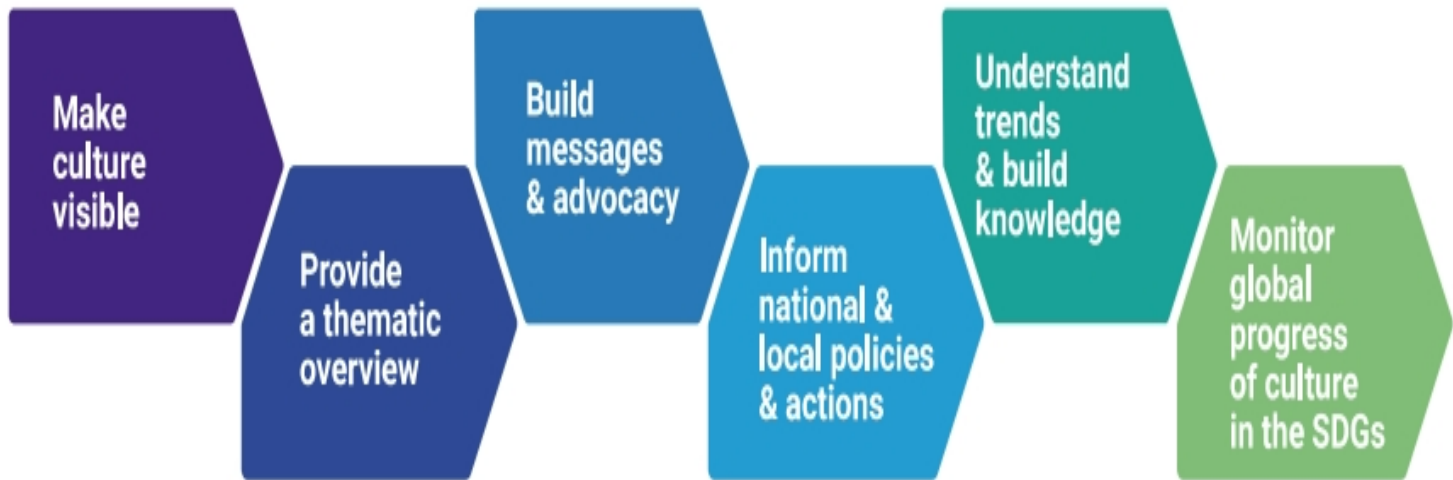 Make
culture
visible
Provide
a thematic
overview
Build
messages
& advocacy
Inform
national &
local policies
& actions
Understand
trends
& build
knowledge
Monitor
global
progress
of culture
in the SDGs